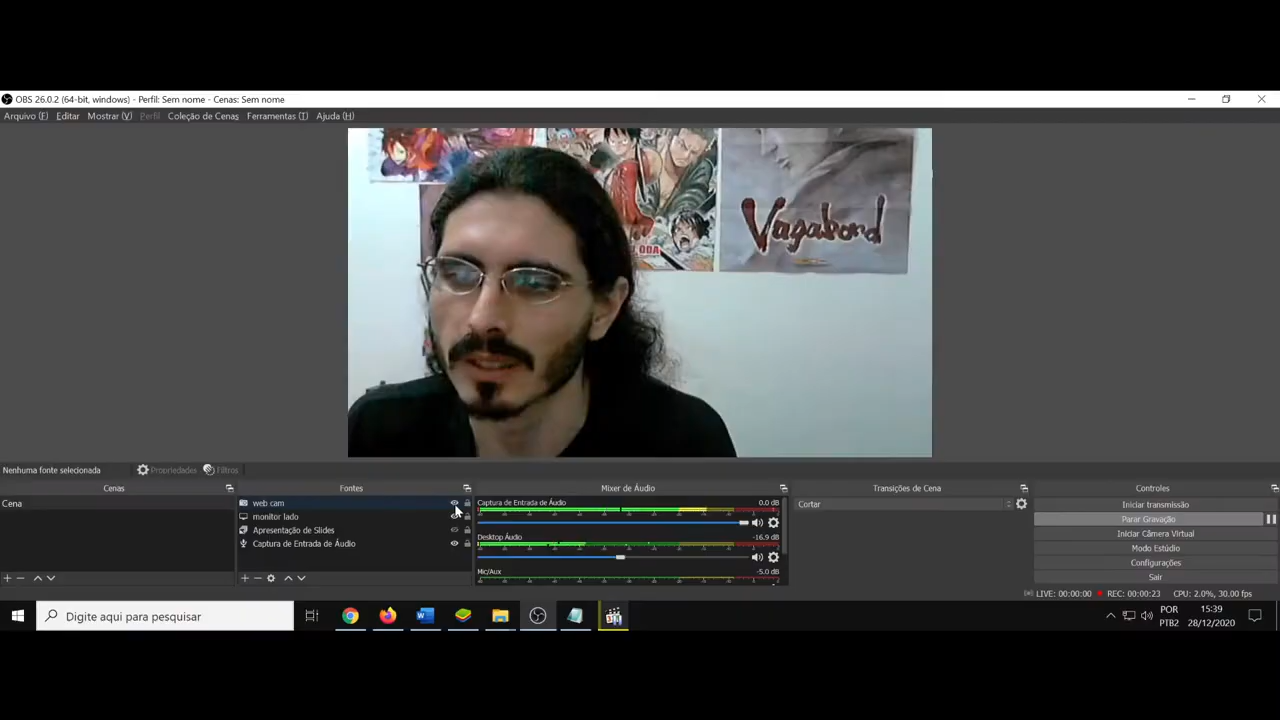 OBS 26.0.2 (64-bit, windows) - Perfil: Sem nome - Cenas: Sem nome
Arquivo (F) Editar Mostrar (V) Perfil Coleção de Cenas Ferramentas (T) Ajuda (H)
Vagabond
ODA
Nenhuma fonte selecionada Propriedades Filtros
Cenas Fontes Mixer de Áudio Transições de Cena Controles
Cena
web cam
monitor lado
Apresentação de Slides
Captura de Entrada de Áudio
Captura de Entrada de Áudio 0.0 dB
Desktop Áudio -16.9 dB
Mic/Aux -5.0 dB
Cortar
Iniciar transmissão
Parar Gravação
Iniciar Câmera Virtual
Modo Estúdio
Configurações
Sair
LIVE: 00:00:00 REC: 00:00:23 CPU: 2.0%, 30.00 fps
Digite aqui para pesquisar
POR
PTB2
15:39
28/12/2020